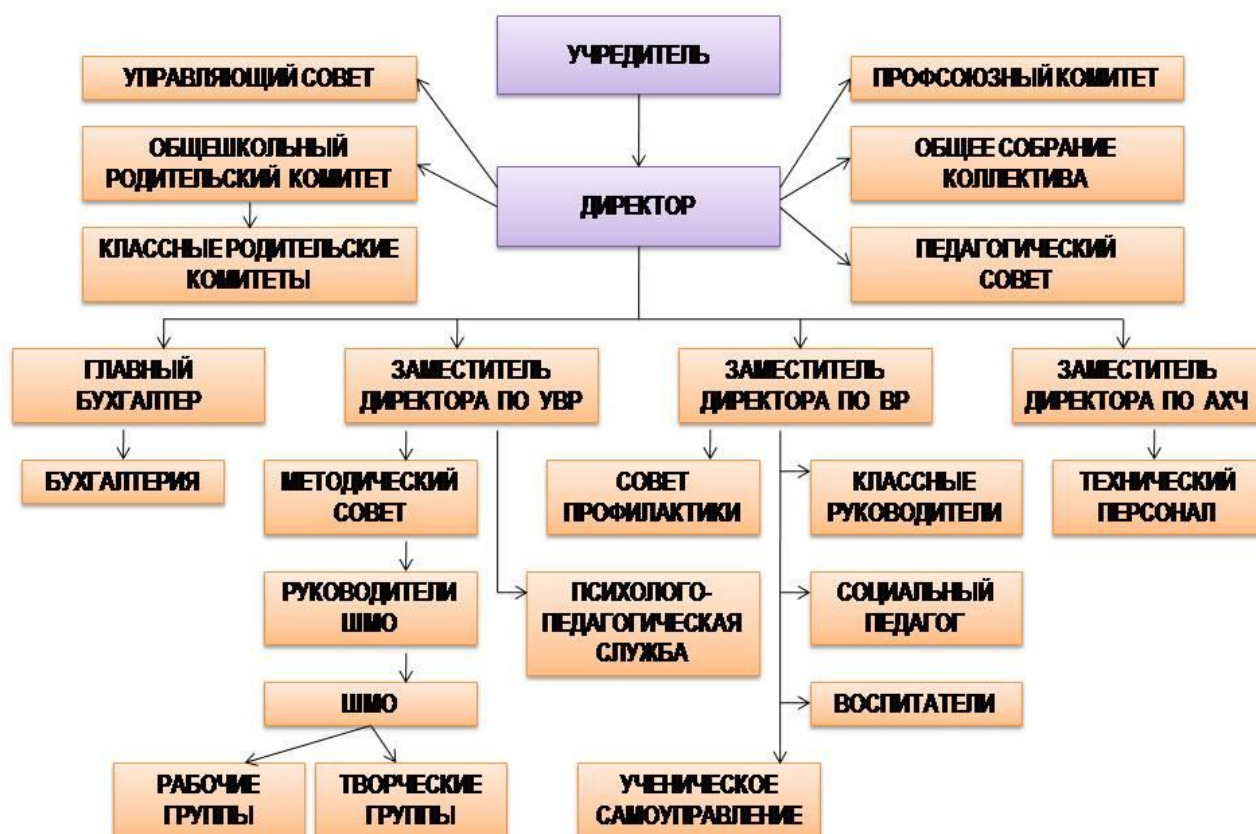 УЧРЕДИТЕЛЬ
УПРАВЛЯЮЩИЙ СОВЕТ
ПРОФСОЮЗНЫЙ КОМИТЕТ
ОБЩЕШКОЛЬНЫЙ
РОДИТЕЛЬСКИЙ КОМИТЕТ
ОБЩЕЕ СОБРАНИЕ
КОЛЛЕКТИВА
ДИРЕКТОР
КЛАССНЫЕ РОДИТЕЛЬСКИЕ
КОМИТЕТЫ
ПЕДАГОГИЧЕСКИЙ
СОВЕТ
ГЛАВНЫЙ
БУХГАЛТЕР
ЗАМЕСТИТЕЛЬ
ДИРЕКТОРА ПО УВР
ЗАМЕСТИТЕЛЬ
ДИРЕКТОРА ПО ВР
ЗАМЕСТИТЕЛЬ
ДИРЕКТОРА ПО АХЧ
БУХГАЛТЕРИЯ
МЕТОДИЧЕСКИЙ
СОВЕТ
СОВЕТ
ПРОФИЛАКТИКИ
КЛАССНЫЕ
РУКОВОДИТЕЛИ
ТЕХНИЧЕСКИЙ
ПЕРСОНАЛ
РУКОВОДИТЕЛИ
ШМО
ПСИХОЛОГО-
ПЕДАГОГИЧЕСКАЯ
СЛУЖБА
СОЦИАЛЬНЫЙ
ПЕДАГОГ
ШМО
ВОСПИТАТЕЛИ
РАБОЧИЕ
ГРУППЫ
ТВОРЧЕСКИЕ
ГРУППЫ
УЧЕНИЧЕСКОЕ
САМОУПРАВЛЕНИЕ